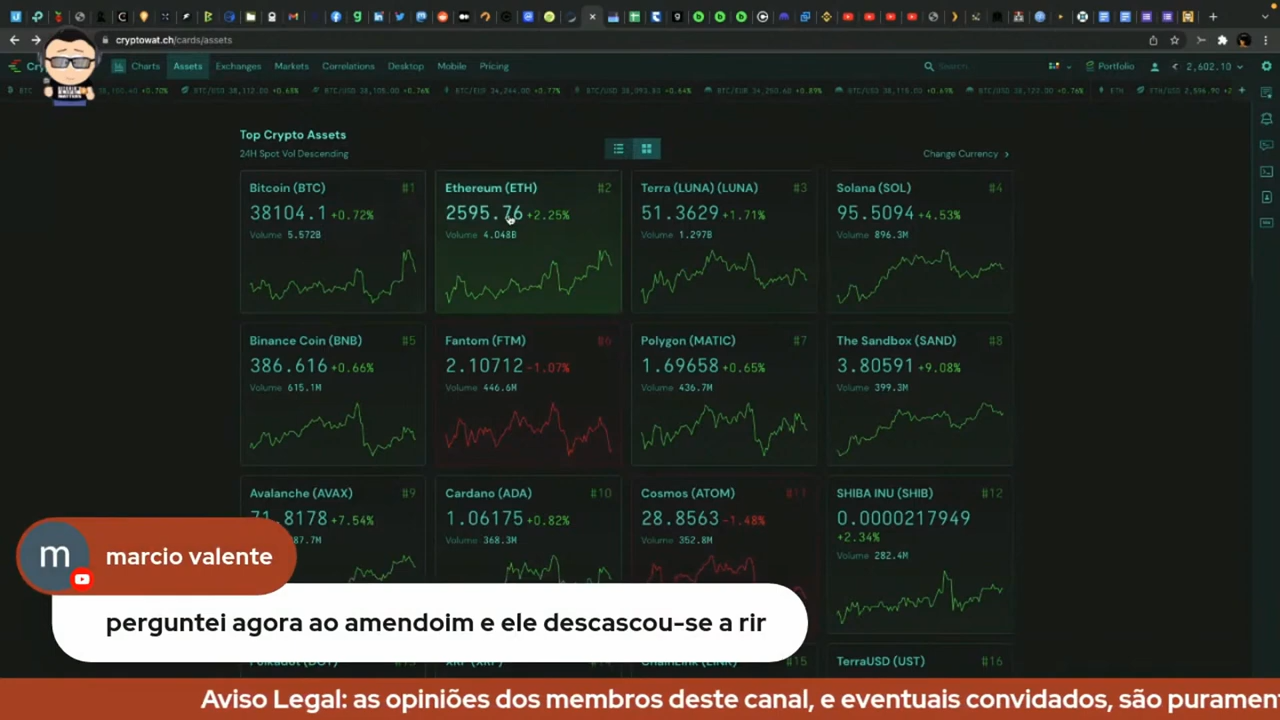 cryptowat.ch/cards/assets
Charts Assets Exchanges Markets Correlations Desktop Mobile Pricing Search... Portfolio 2,602.10
Top Crypto Assets
24H Spot Vol Descending
Change Currency
Bitcoin (BTC) #1
38104.1 +0.72%
Volume 5.572B
Ethereum (ETH) #2
2595.76 +2.25%
Volume 4.048B
Terra (LUNA) (LUNA) #3
51.3629 +1.71%
Volume 1.297B
Solana (SOL) #4
95.5094 +4.53%
Volume 896.3M
Binance Coin (BNB) #5
386.616 +0.66%
Volume 615.1M
Fantom (FTM) #6
2.10712 -1.07%
Volume 446.6M
Polygon (MATIC) #7
1.69658 +0.65%
Volume 436.7M
The Sandbox (SAND) #8
3.80591 +9.08%
Volume 399.3M
Avalanche (AVAX) #9
71.8178 +7.54%
Cardano (ADA) #10
1.06175 +0.82%
Volume 368.3M
Cosmos (ATOM) #11
28.8563 -1.48%
Volume 352.8M
SHIBA INU (SHIB) #12
0.0000217949
+2.34%
Volume 282.4M
TerraUSD (UST) #16
m marcio valente
perguntei agora ao amendoim e ele descascou-se a rir
Aviso Legal: as opiniões dos membros deste canal, e eventuais convidados, são